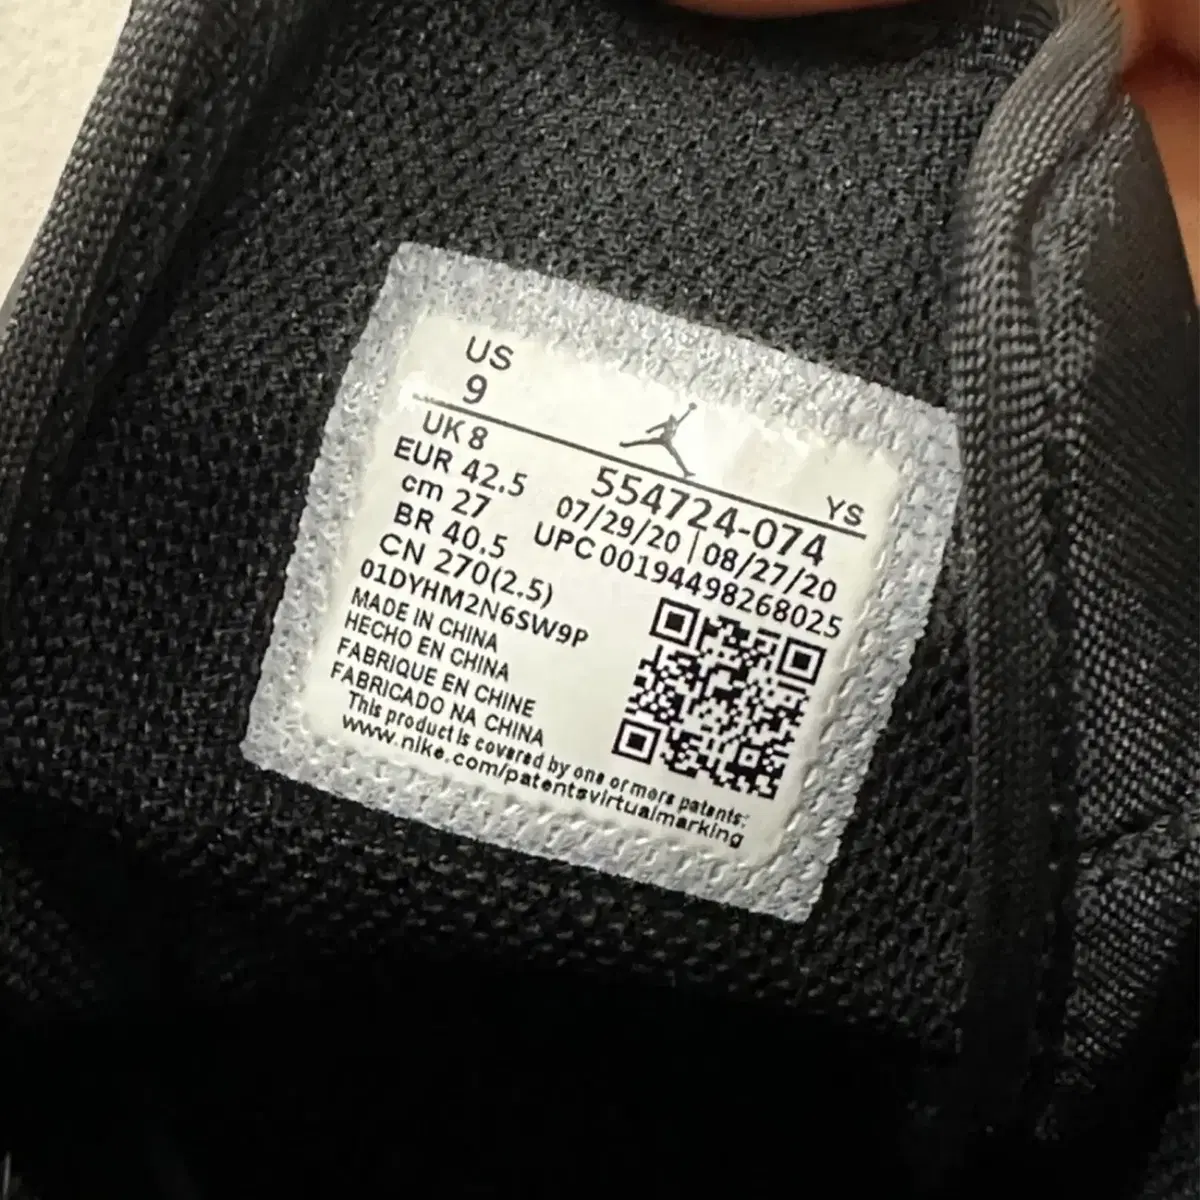 US
9
YS
UK 8
EUR 42.5
cm 27
BR 40.5
CN 270(2.5)
554724-074
07/29/20 | 08/27/20
UPC 00194498268025
01DYHM2N6SW9P
MADE IN CHINA
HECHO EN CHINA
FABRIQUE EN CHINE
FABRICADO NA CHINA
This product is covered by one or more patents:
www.nike.com/patentsvirtualmarking